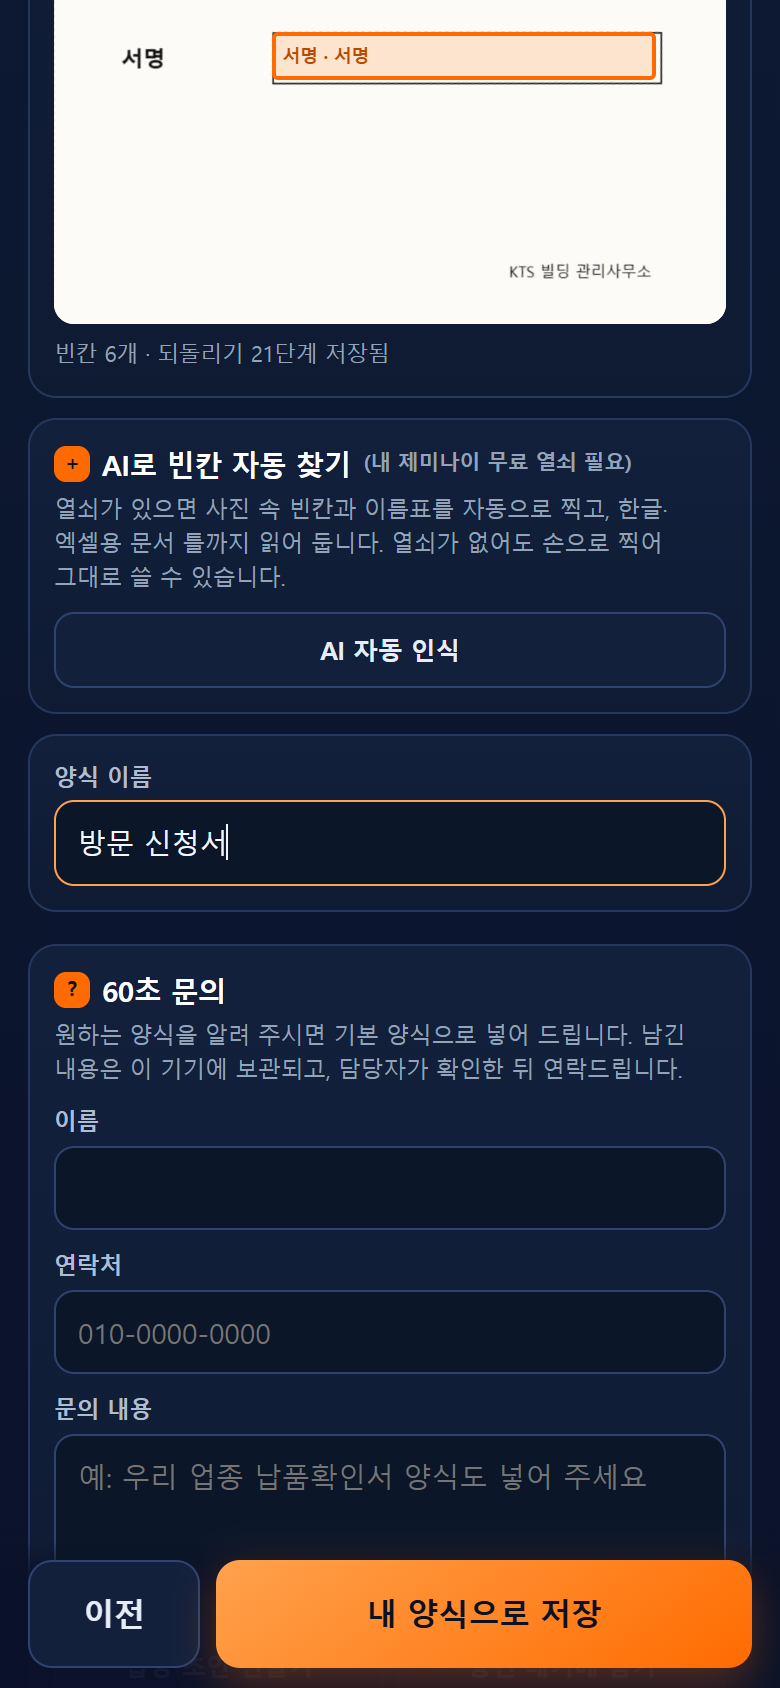 서명
서명 · 서명
KTS 빌딩 관리사무소
빈칸 6개 · 되돌리기 21단계 저장됨
+ AI로 빈칸 자동 찾기 (내 제미나이 무료 열쇠 필요)
열쇠가 있으면 사진 속 빈칸과 이름표를 자동으로 찍고, 한글·
엑셀용 문서 틀까지 읽어 둡니다. 열쇠가 없어도 손으로 찍어
그대로 쓸 수 있습니다.
AI 자동 인식
양식 이름
방문 신청서
? 60초 문의
원하는 양식을 알려 주시면 기본 양식으로 넣어 드립니다. 남긴
내용은 이 기기에 보관되고, 담당자가 확인한 뒤 연락드립니다.
이름
연락처
010-0000-0000
문의 내용
예: 우리 업종 납품확인서 양식도 넣어 주세요
이전
내 양식으로 저장